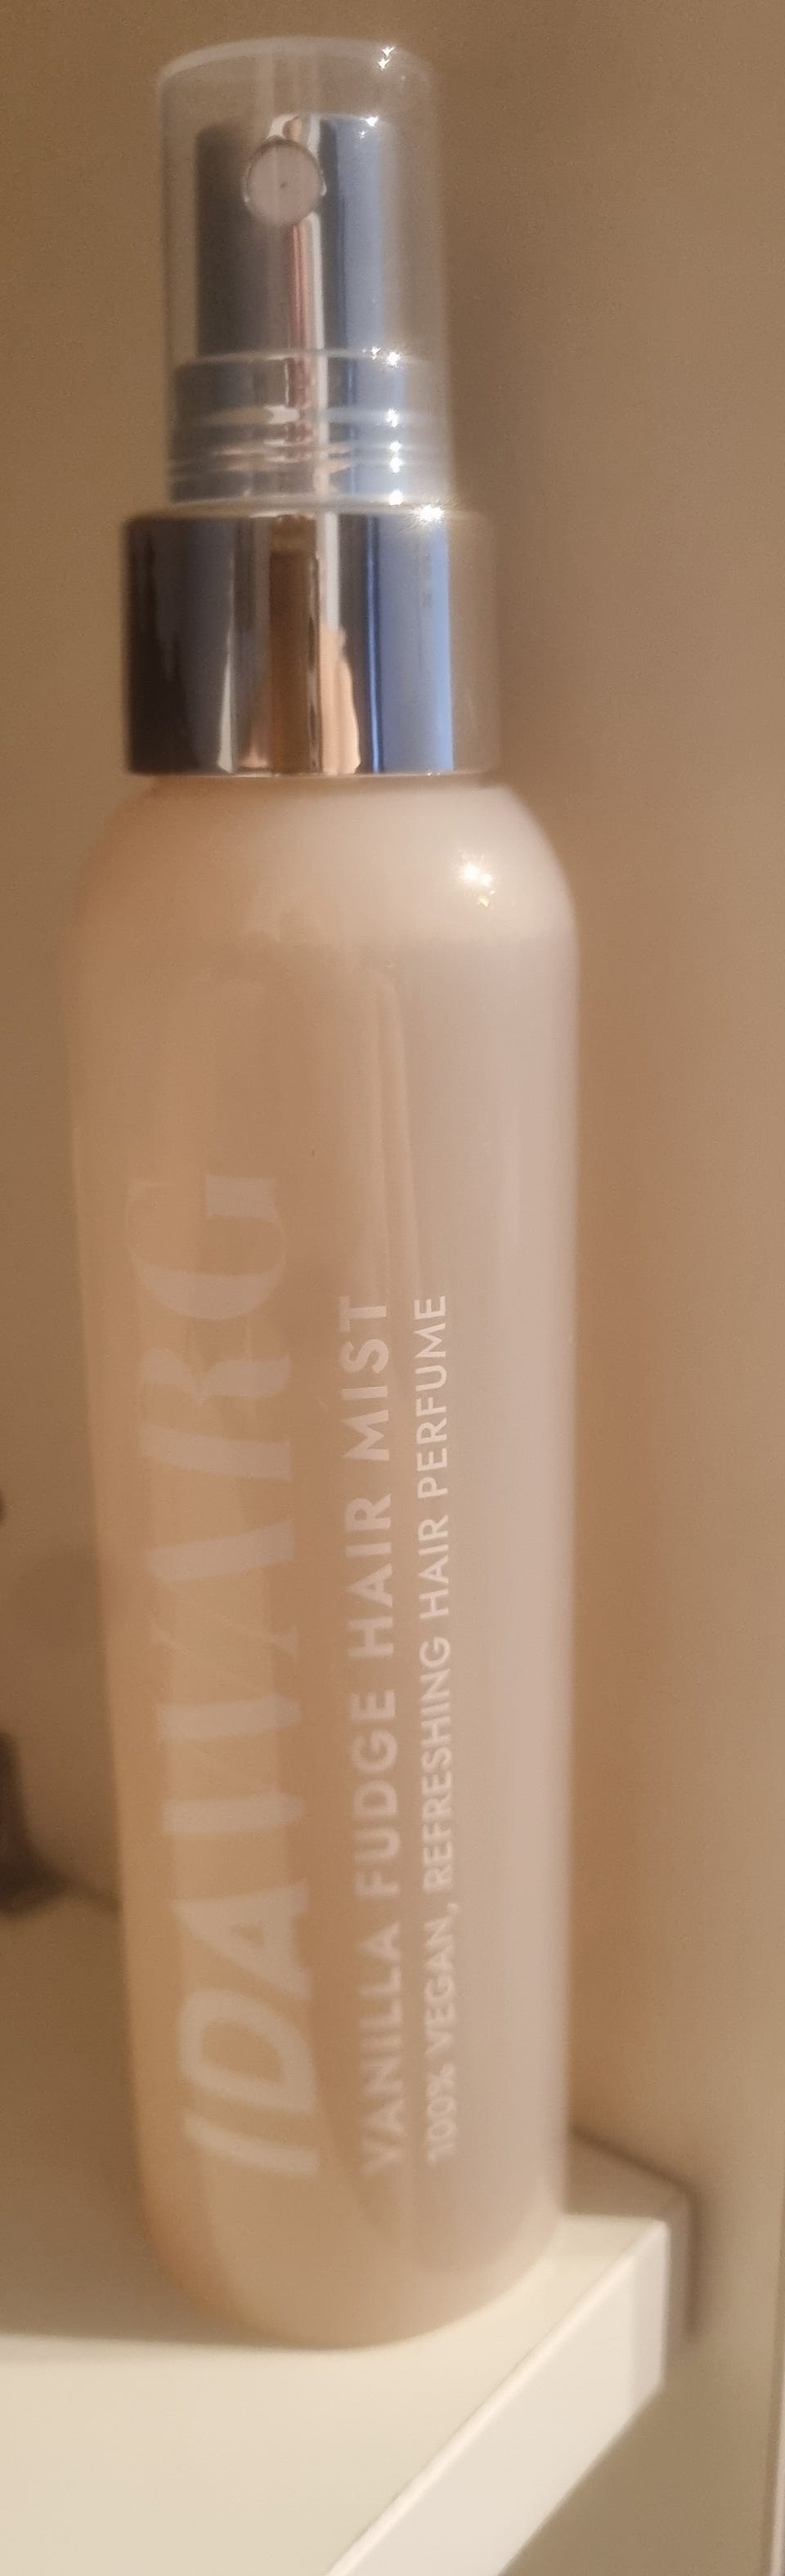 IDA WARG
VANILLA FUDGE HAIR MIST
100% VEGAN, REFRESHING HAIR PERFUME